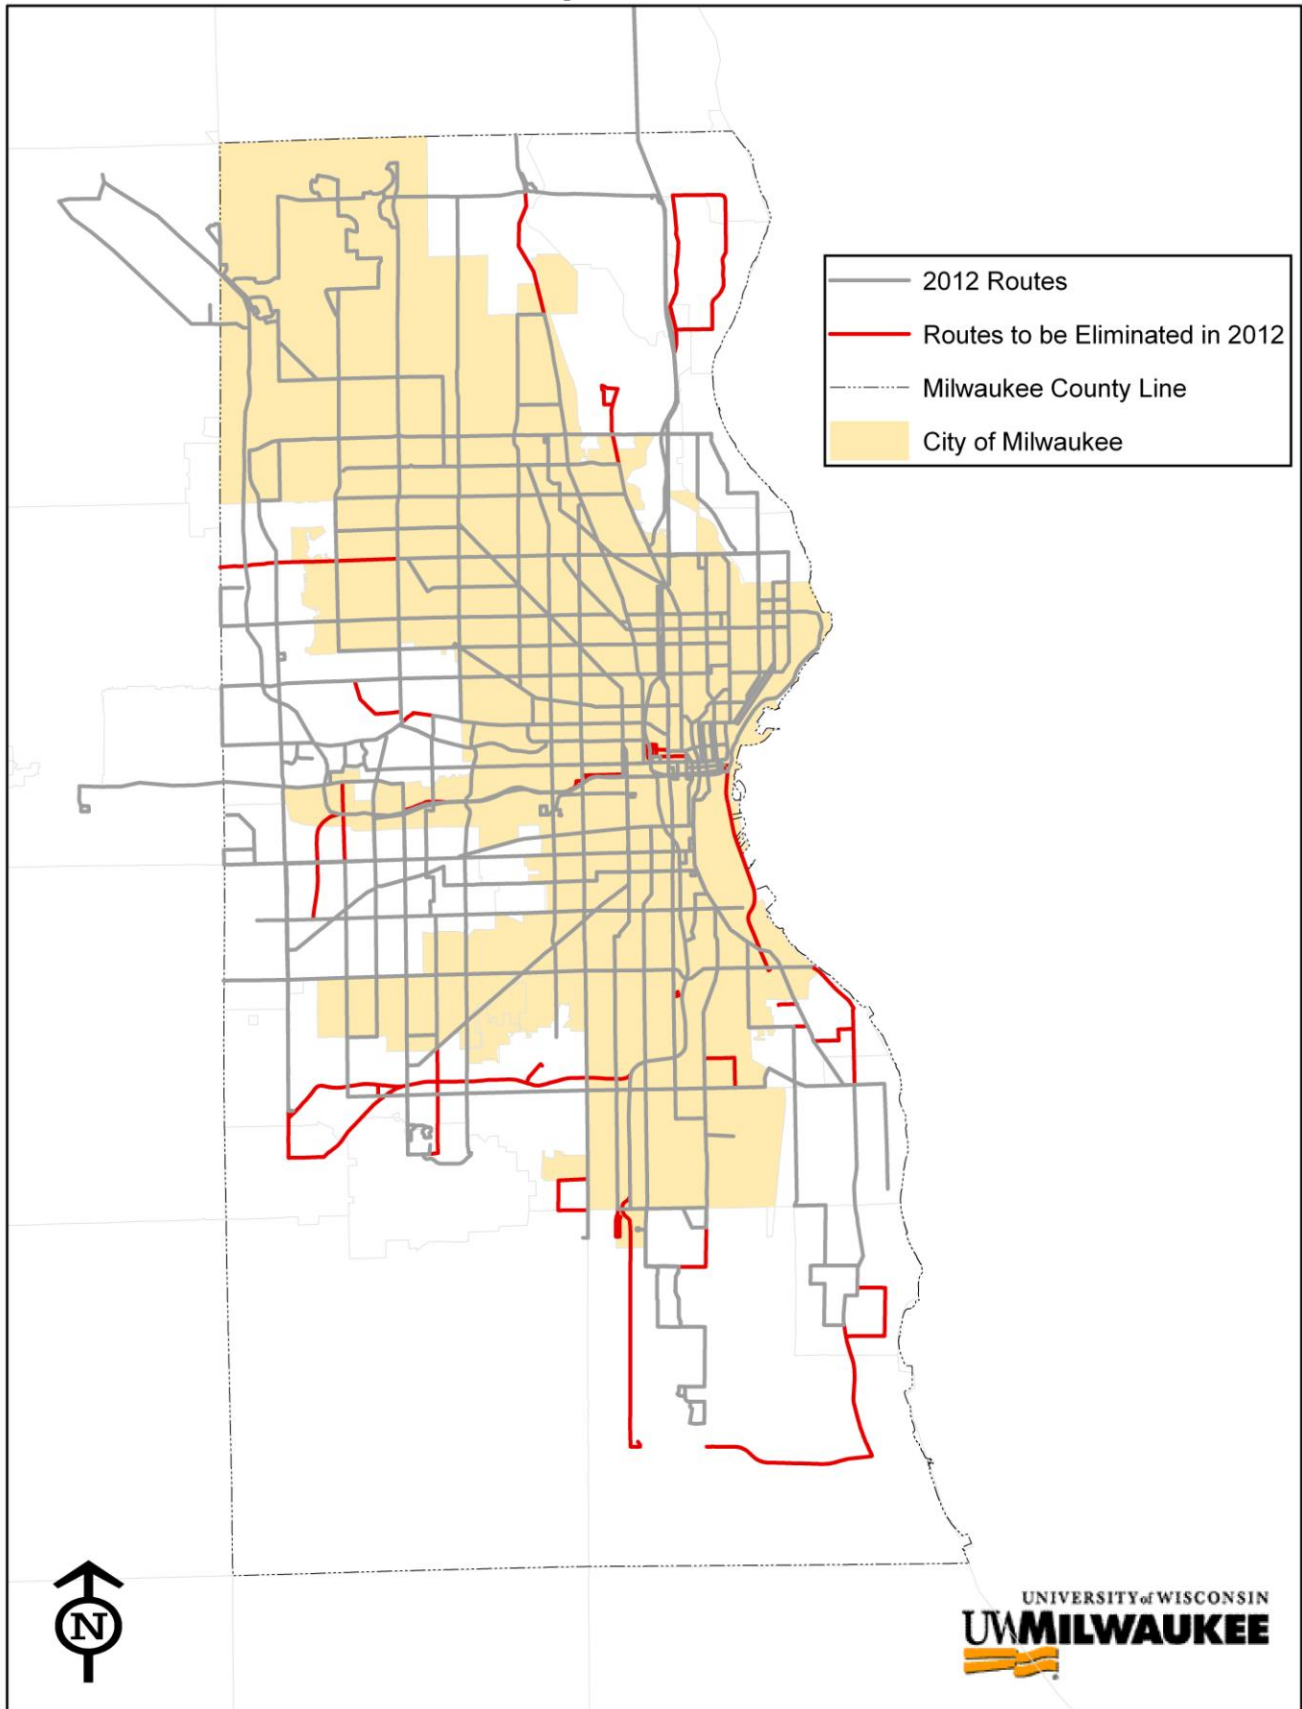 2012 Routes
Routes to be Eliminated in 2012
Milwaukee County Line
City of Milwaukee
N
UNIVERSITY of WISCONSIN
UWMILWAUKEE